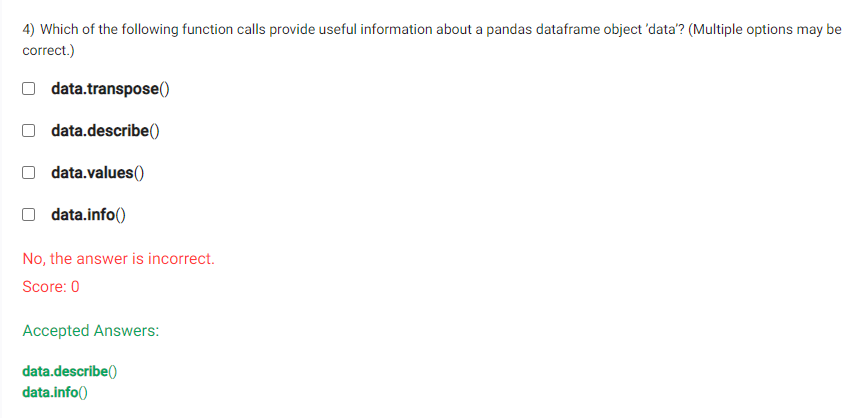 4) Which of the following function calls provide useful information about a pandas dataframe object 'data'? (Multiple options may be
correct.)
data.transpose()
data.describe()
data.values()
data.info()
No, the answer is incorrect.
Score: 0
Accepted Answers:
data.describe()
data.info()